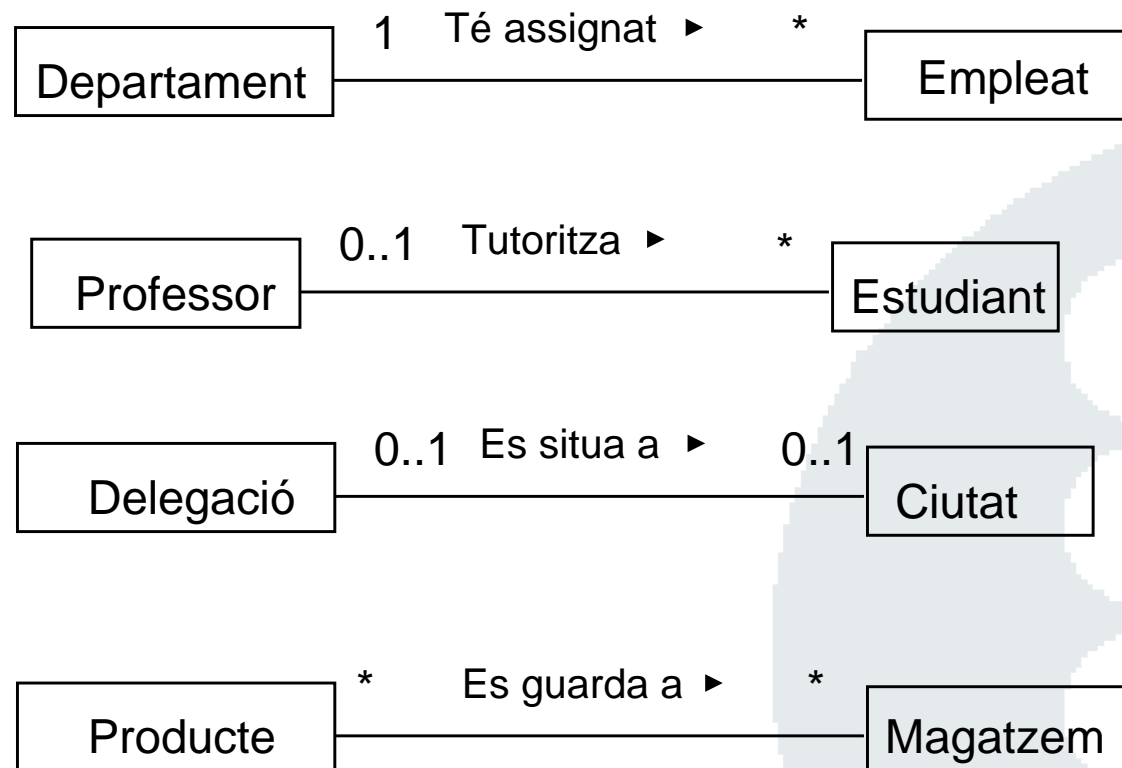 1 Té assignat ► *
Departament Empleat
0..1 Tutoritza ► *
Professor Estudiant
0..1 Es situa a ► 0..1
Delegació Ciutat
* Es guarda a ► *
Producte Magatzem